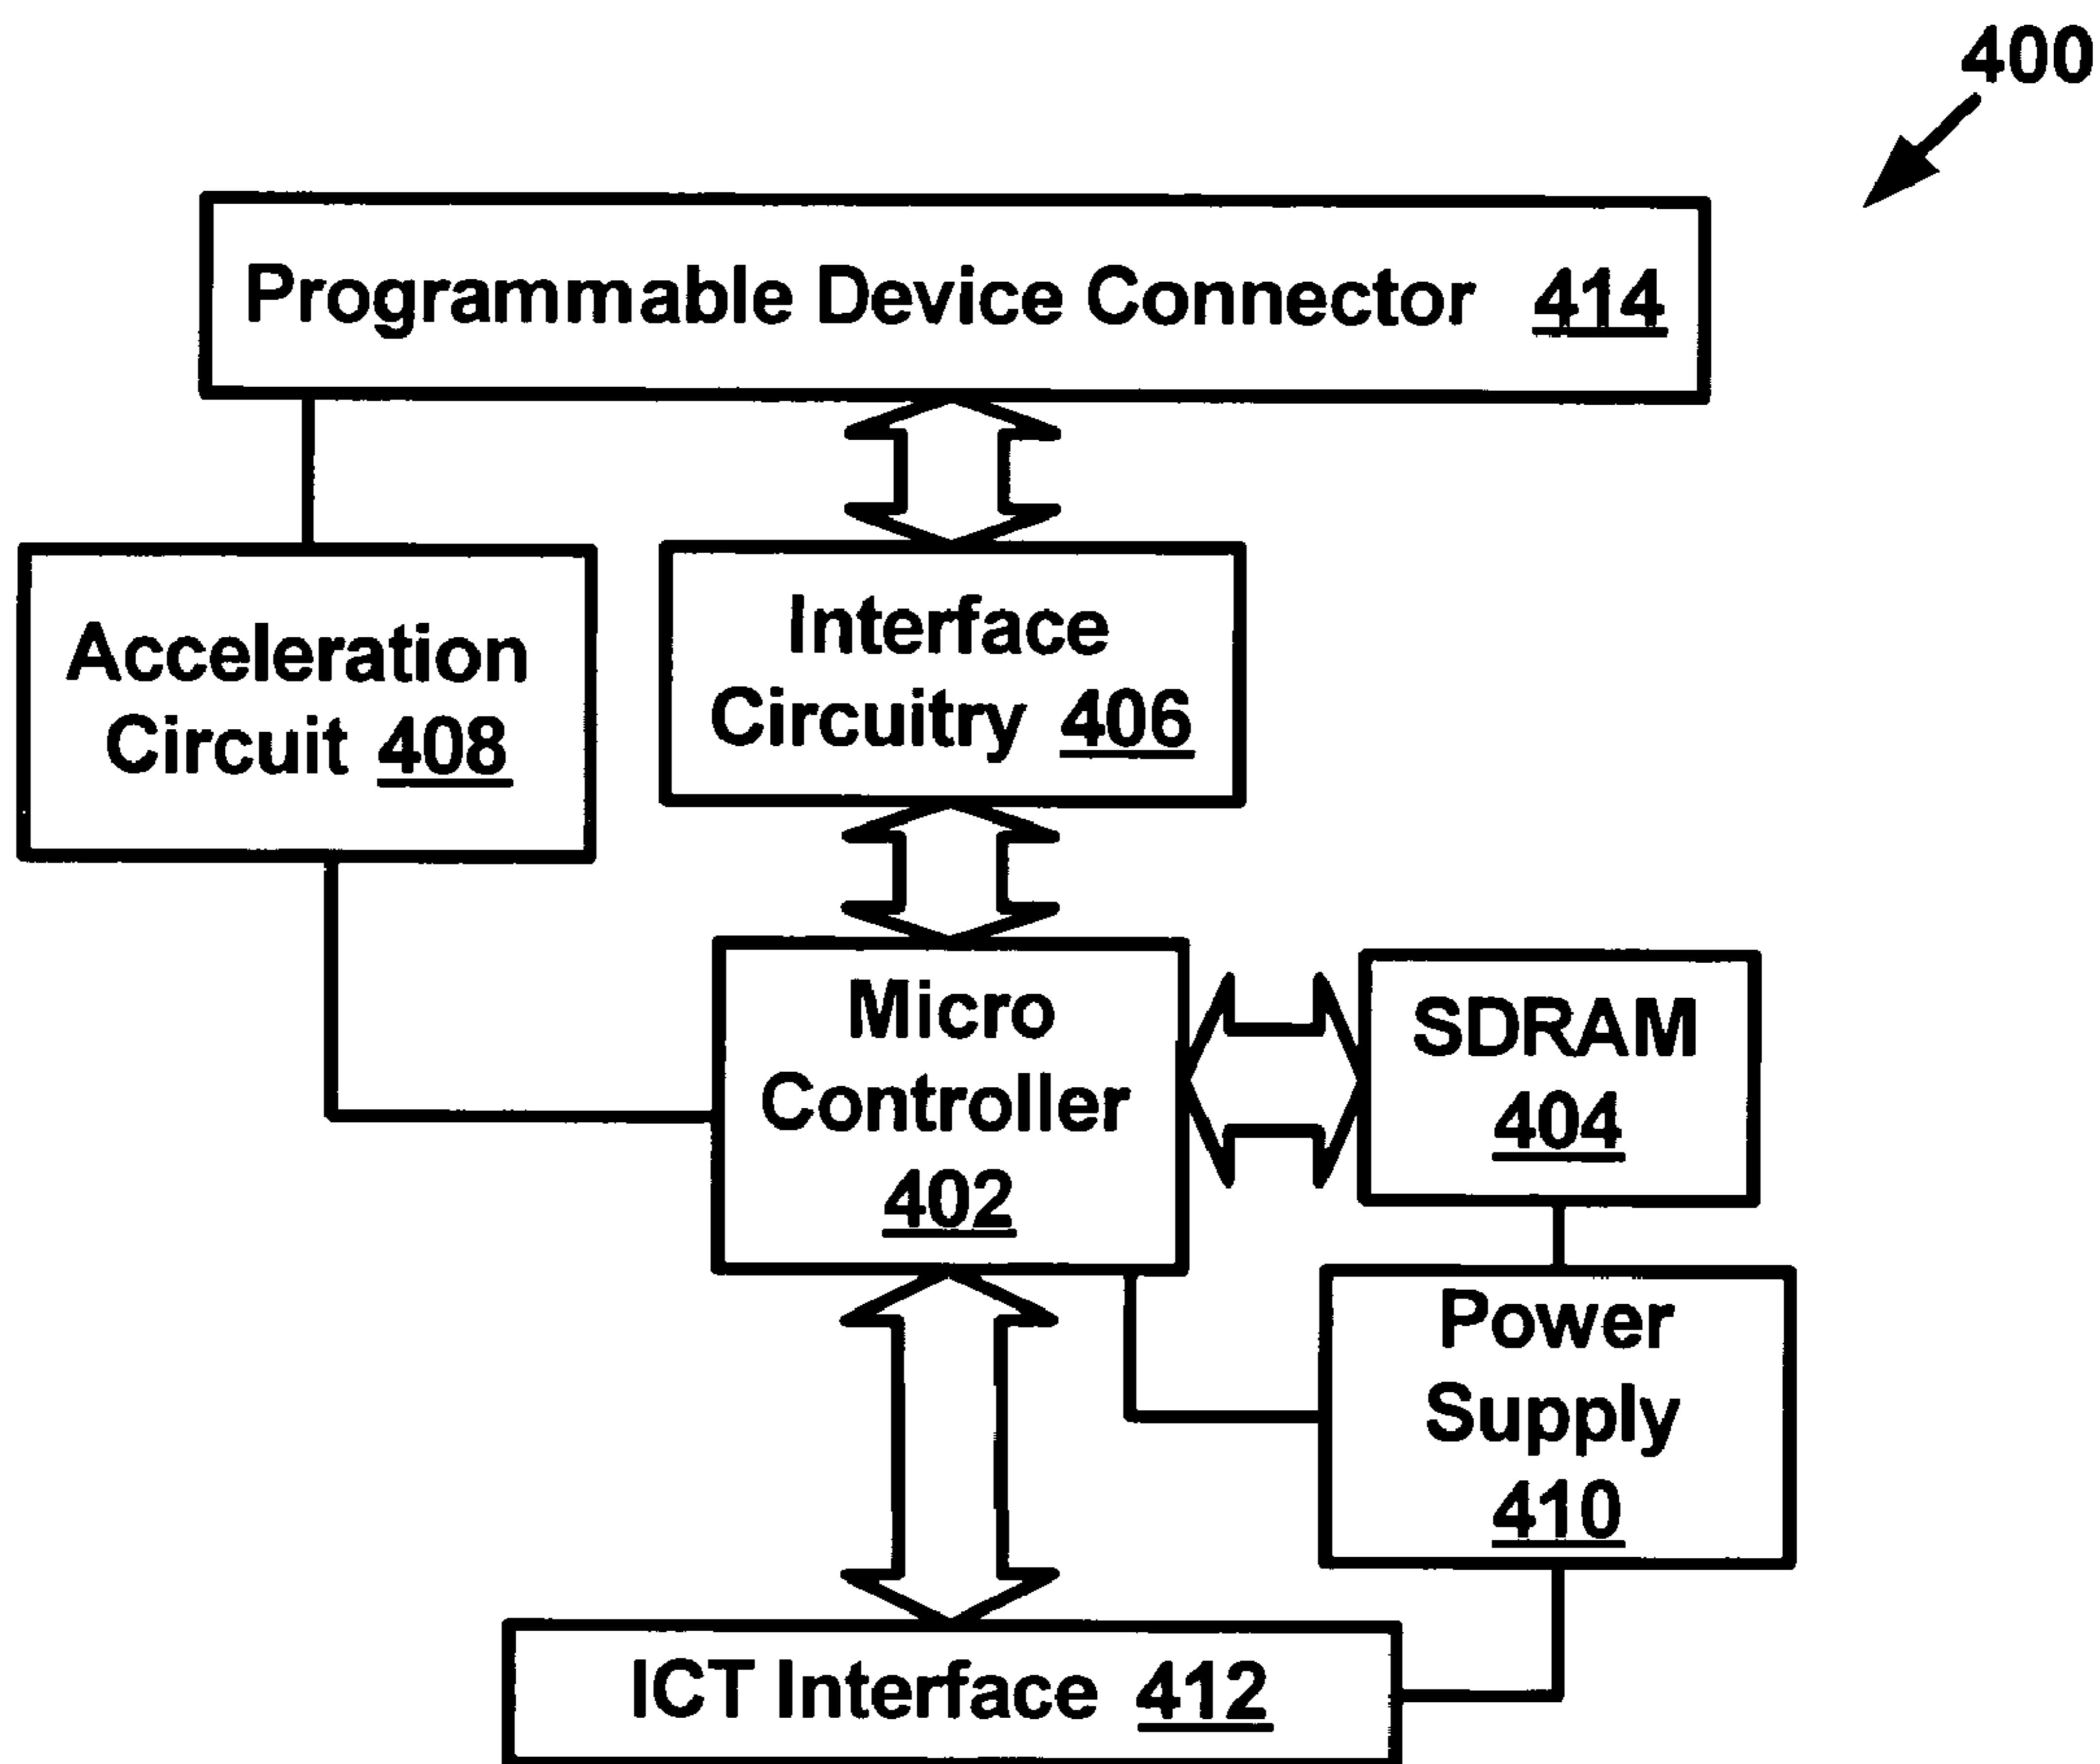 400
Programmable Device Connector 414
Acceleration
Circuit 408
Interface
Circuitry 406
Micro
Controller
402
SDRAM
404
Power
Supply
410
ICT Interface 412